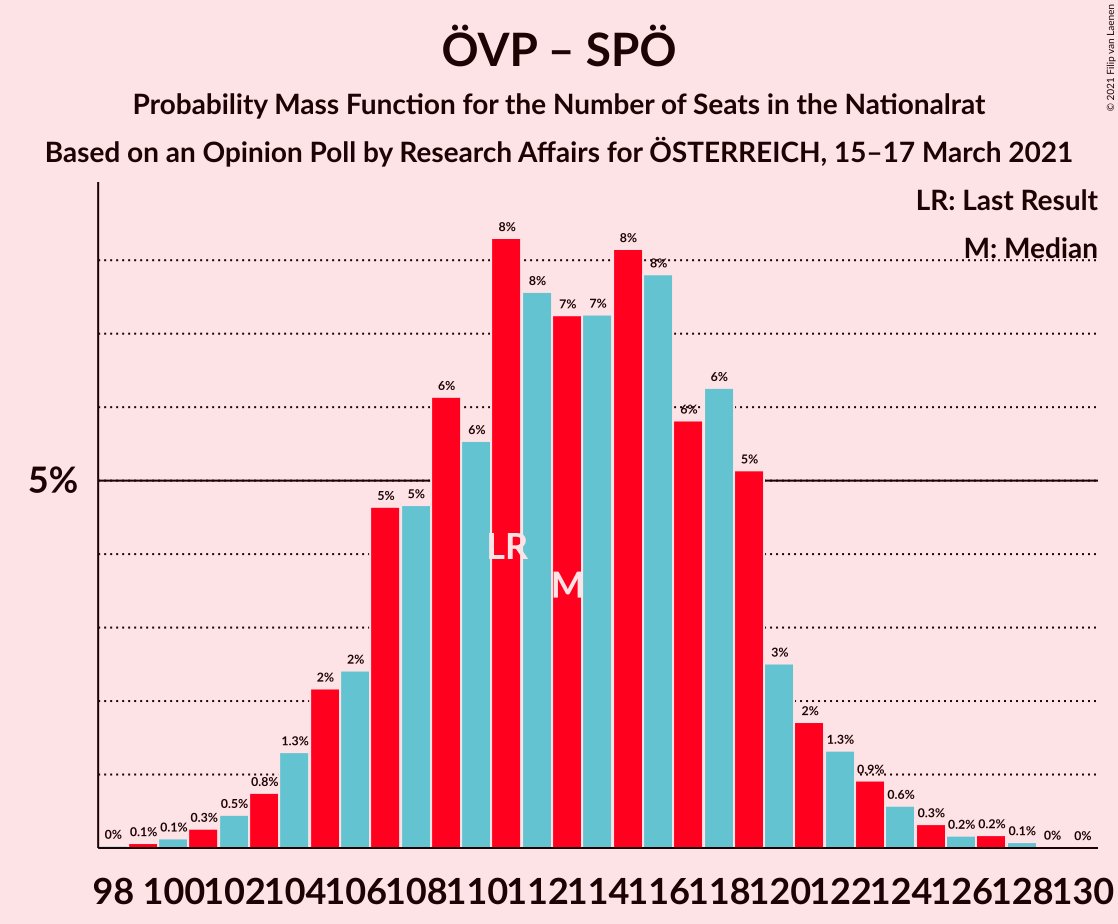 ÖVP – SPÖ
Probability Mass Function for the Number of Seats in the Nationalrat
Based on an Opinion Poll by Research Affairs for ÖSTERREICH, 15–17 March 2021
© 2021 Filip van Laenen
LR: Last Result
M: Median
5%
0% 0.1% 0.1% 0.3% 0.5% 0.8% 1.3% 2% 2% 5% 5% 6% 6% 8% 8% 7% 7% 8% 8% 6% 6% 5% 3% 2% 1.3% 0.9% 0.6% 0.3% 0.2% 0.2% 0.1% 0% 0%
LR
M
98 100 102 104 106 108 110 112 114 116 118 120 122 124 126 128 130